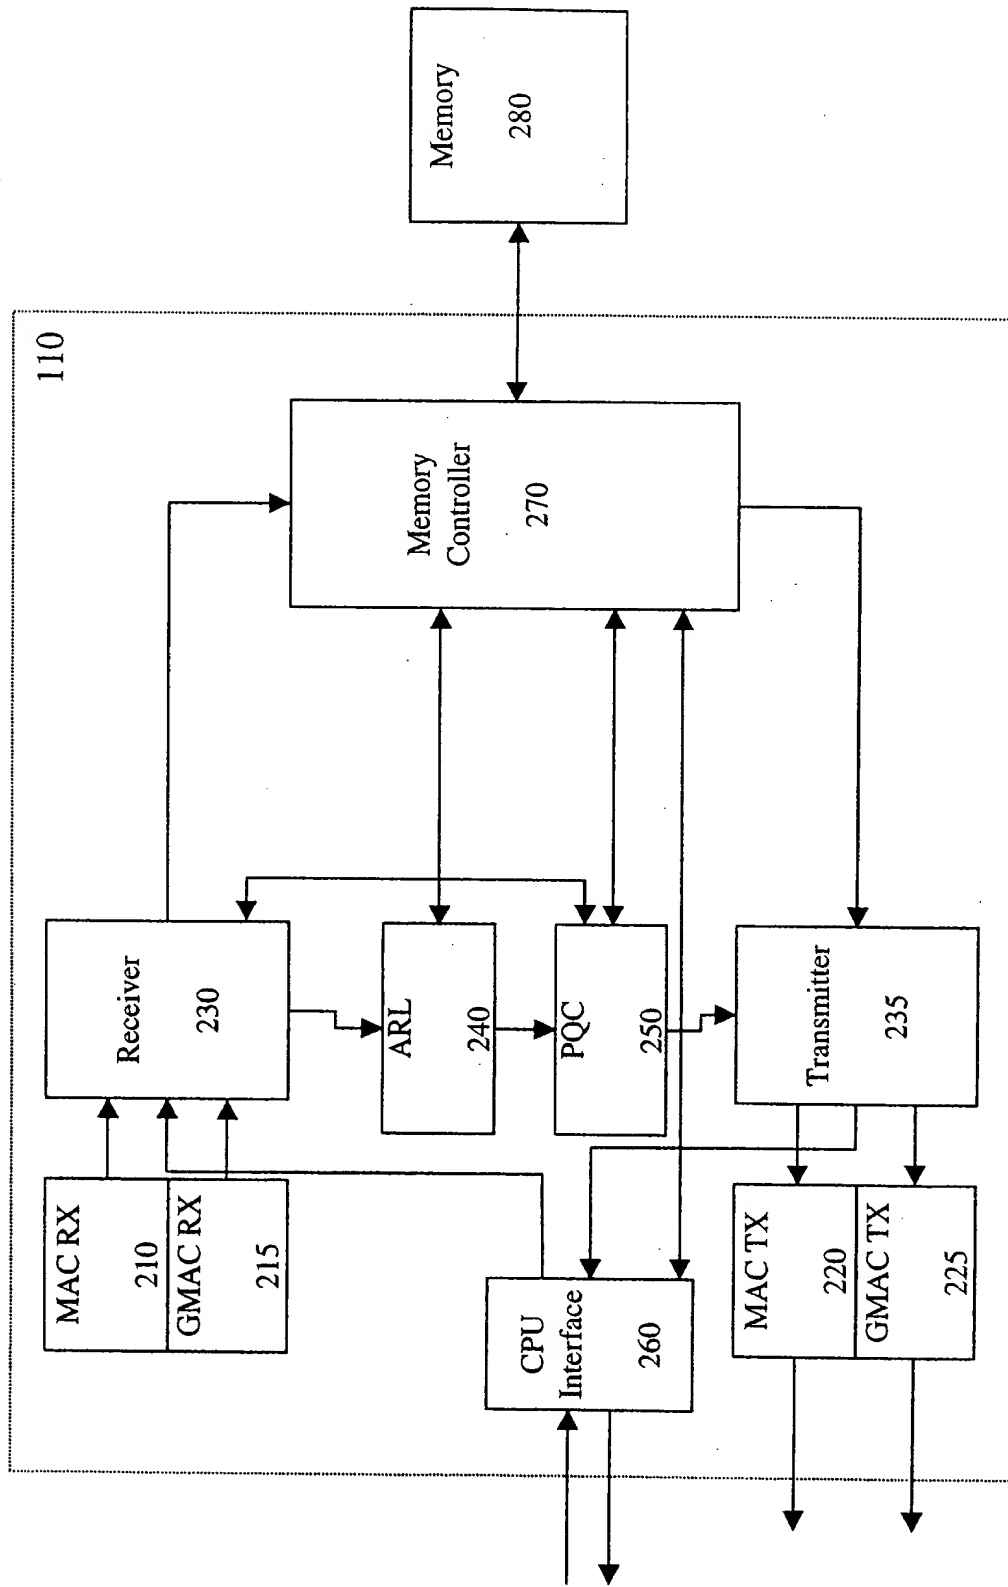 110
MAC RX
210
GMAC RX
215
Receiver
230
ARL
240
PQC
250
CPU
Interface
260
MAC TX
220
GMAC TX
225
Transmitter
235
Memory
Controller
270
Memory
280